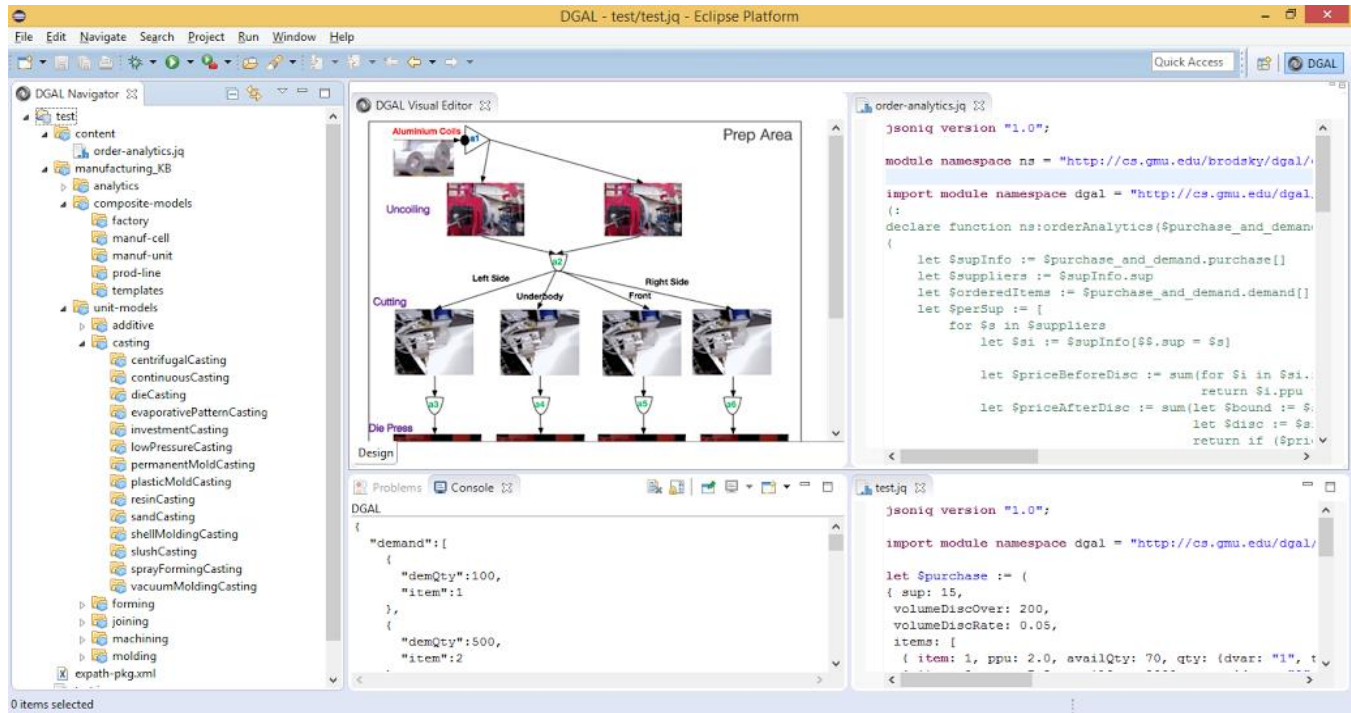 DGAL - test/test.jq - Eclipse Platform
File Edit Navigate Search Project Run Window Help
Quick Access
DGAL
DGAL Navigator
test
content
order-analytics.jq
manufacturing_KB
analytics
composite-models
factory
manuf-cell
manuf-unit
prod-line
templates
unit-models
additive
casting
centrifugalCasting
continuousCasting
dieCasting
evaporativePatternCasting
investmentCasting
lowPressureCasting
permanentMoldCasting
plasticMoldCasting
resinCasting
sandCasting
shellMoldingCasting
slushCasting
sprayFormingCasting
vacuumMoldingCasting
forming
joining
machining
molding
expath-pkg.xml
0 items selected
DGAL Visual Editor
Aluminium Coils
a1
Prep Area
Uncoiling
a2
Left Side
Right Side
Underbody
Front
Cutting
a3
a4
a5
a6
Die Press
Design
order-analytics.jq
jsoniq version "1.0";
module namespace ns = "http://cs.gmu.edu/brodsky/dgal/
import module namespace dgal = "http://cs.gmu.edu/dgal
(:
declare function ns:orderAnalytics($purchase_and_deman
{
let $supInfo := $purchase_and_demand.purchase[]
let $suppliers := $supInfo.sup
let $orderedItems := $purchase_and_demand.demand[]
let $perSup := [
for $s in $suppliers
let $si := $supInfo[$$.sup = $s]
let $priceBeforeDisc := sum(for $i in $si.
return $i.ppu
let $priceAfterDisc := sum(let $bound := $
let $disc := $s
return if ($pri
Problems
Console
DGAL
{
"demand":[
{
"demQty":100,
"item":1
},
{
"demQty":500,
"item":2
test.jq
jsoniq version "1.0";
import module namespace dgal = "http://cs.gmu.edu/dgal/
let $purchase := (
{ sup: 15,
volumeDiscOver: 200,
volumeDiscRate: 0.05,
items: [
{ item: 1, ppu: 2.0, availQty: 70, qty: {dvar: "1", t